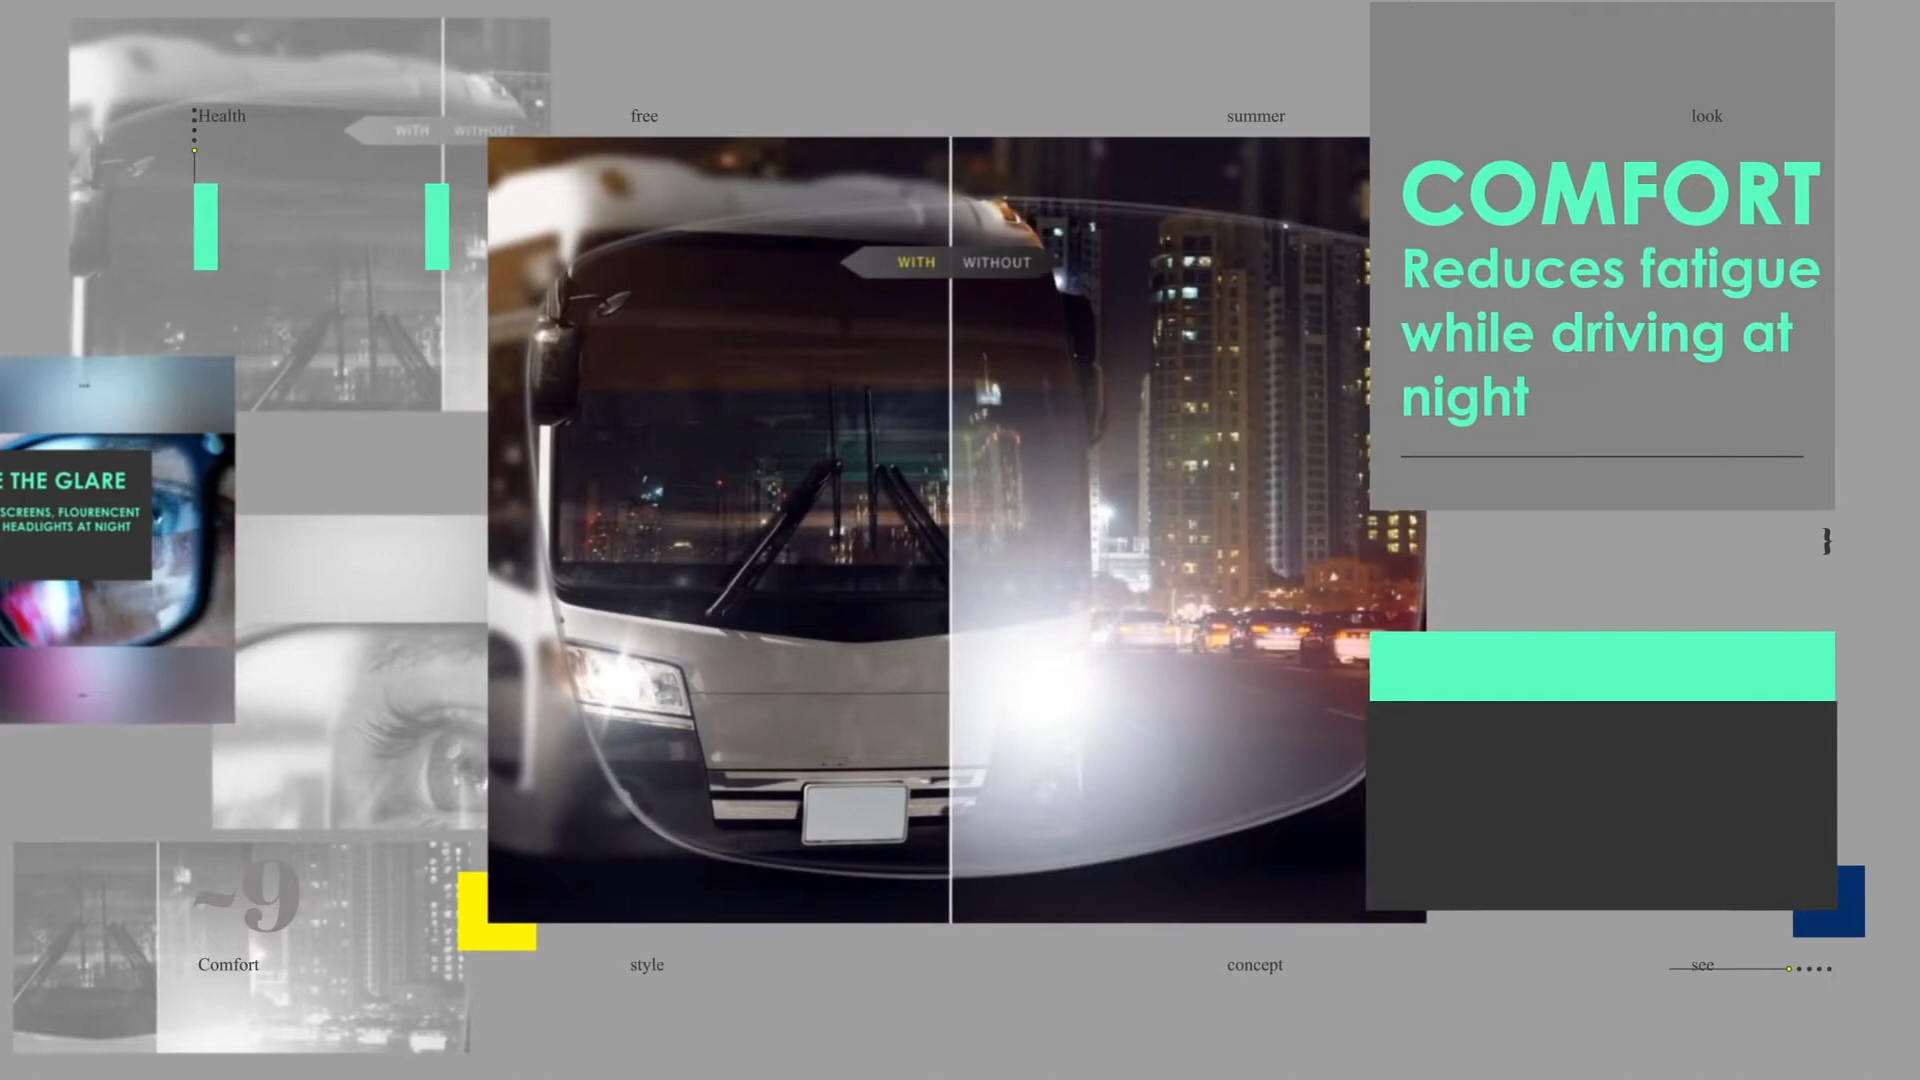 Health
free
summer
look
WITH WITHOUT
COMFORT
Reduces fatigue
while driving at
night
WITH WITHOUT
E THE GLARE
SCREENS, FLOURENCENT
HEADLIGHTS AT NIGHT
}
~9
Comfort
style
concept
see